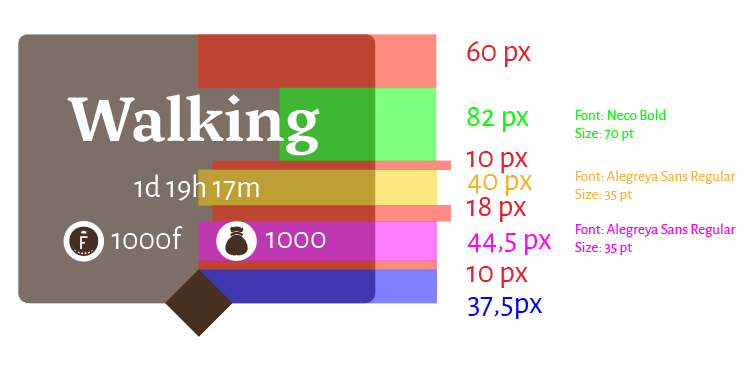 60 px
Walking
82 px
Font: Neco Bold
Size: 70 pt
10 px
1d 19h 17m
40 px
Font: Alegreya Sans Regular
Size: 35 pt
18 px
F
1000f
1000
44,5 px
Font: Alegreya Sans Regular
Size: 35 pt
10 px
37,5px